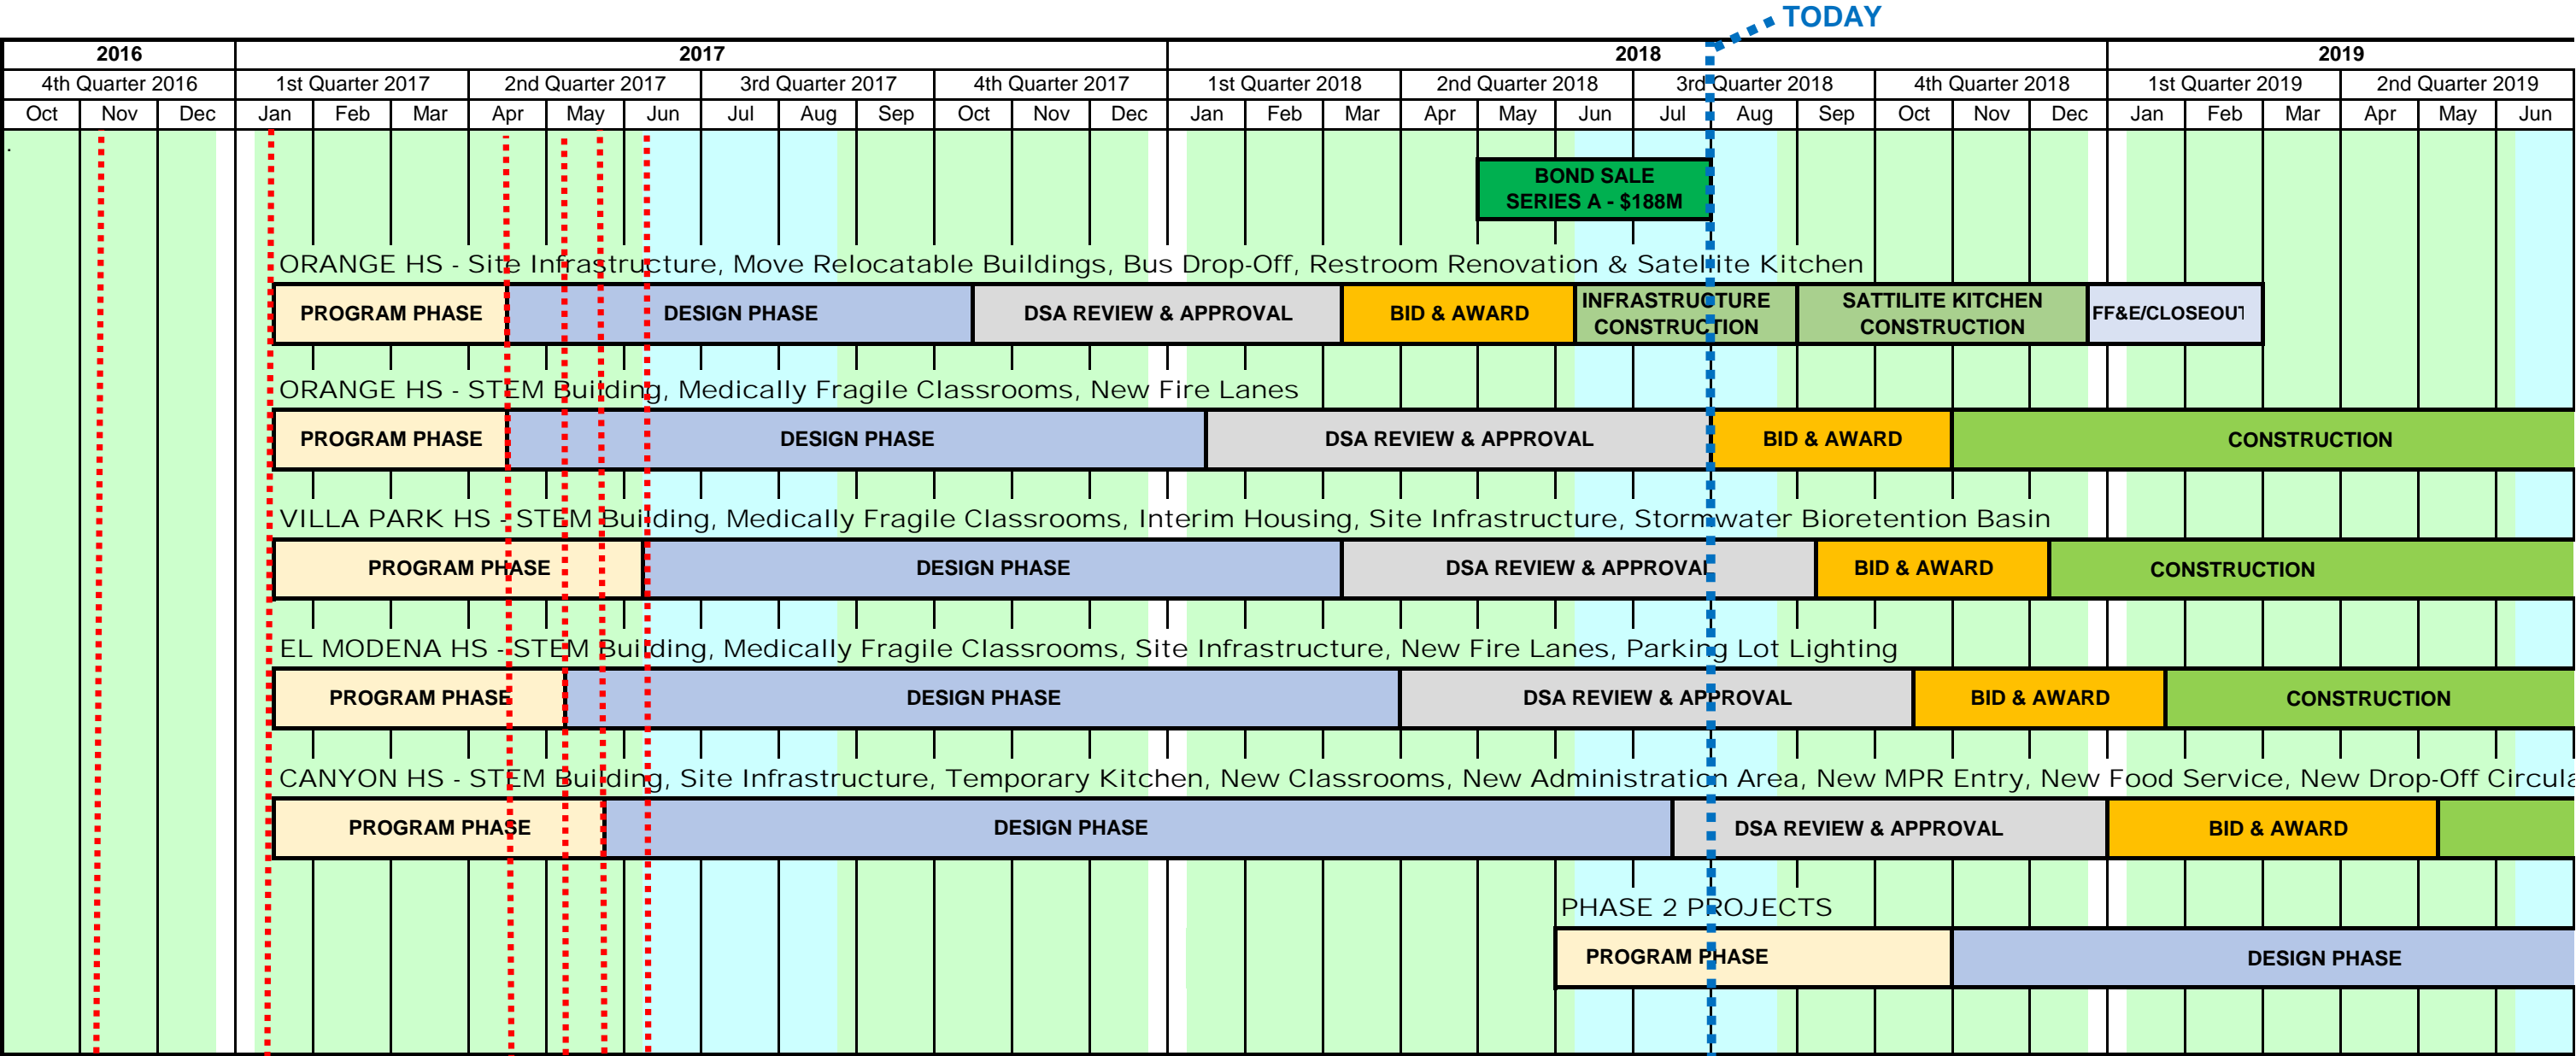 TODAY
2016 2017 2018 2019
4th Quarter 2016 1st Quarter 2017 2nd Quarter 2017 3rd Quarter 2017 4th Quarter 2017 1st Quarter 2018 2nd Quarter 2018 3rd Quarter 2018 4th Quarter 2018 1st Quarter 2019 2nd Quarter 2019
Oct Nov Dec Jan Feb Mar Apr May Jun Jul Aug Sep Oct Nov Dec Jan Feb Mar Apr May Jun Jul Aug Sep Oct Nov Dec Jan Feb Mar Apr May Jun
BOND SALE
SERIES A - $188M
ORANGE HS - Site Infrastructure, Move Relocatable Buildings, Bus Drop-Off, Restroom Renovation & Satellite Kitchen
PROGRAM PHASE DESIGN PHASE DSA REVIEW & APPROVAL BID & AWARD
INFRASTRUCTURE
CONSTRUCTION
SATTILITE KITCHEN
CONSTRUCTION
FF&E/CLOSEOUT
ORANGE HS - STEM Building, Medically Fragile Classrooms, New Fire Lanes
PROGRAM PHASE DESIGN PHASE DSA REVIEW & APPROVAL BID & AWARD CONSTRUCTION
VILLA PARK HS - STEM Building, Medically Fragile Classrooms, Interim Housing, Site Infrastructure, Stormwater Bioretention Basin
PROGRAM PHASE DESIGN PHASE DSA REVIEW & APPROVAL BID & AWARD CONSTRUCTION
EL MODENA HS - STEM Building, Medically Fragile Classrooms, Site Infrastructure, New Fire Lanes, Parking Lot Lighting
PROGRAM PHASE DESIGN PHASE DSA REVIEW & APPROVAL BID & AWARD CONSTRUCTION
CANYON HS - STEM Building, Site Infrastructure, Temporary Kitchen, New Classrooms, New Administration Area, New MPR Entry, New Food Service, New Drop-Off Circula
PROGRAM PHASE DESIGN PHASE DSA REVIEW & APPROVAL BID & AWARD
PHASE 2 PROJECTS
PROGRAM PHASE DESIGN PHASE